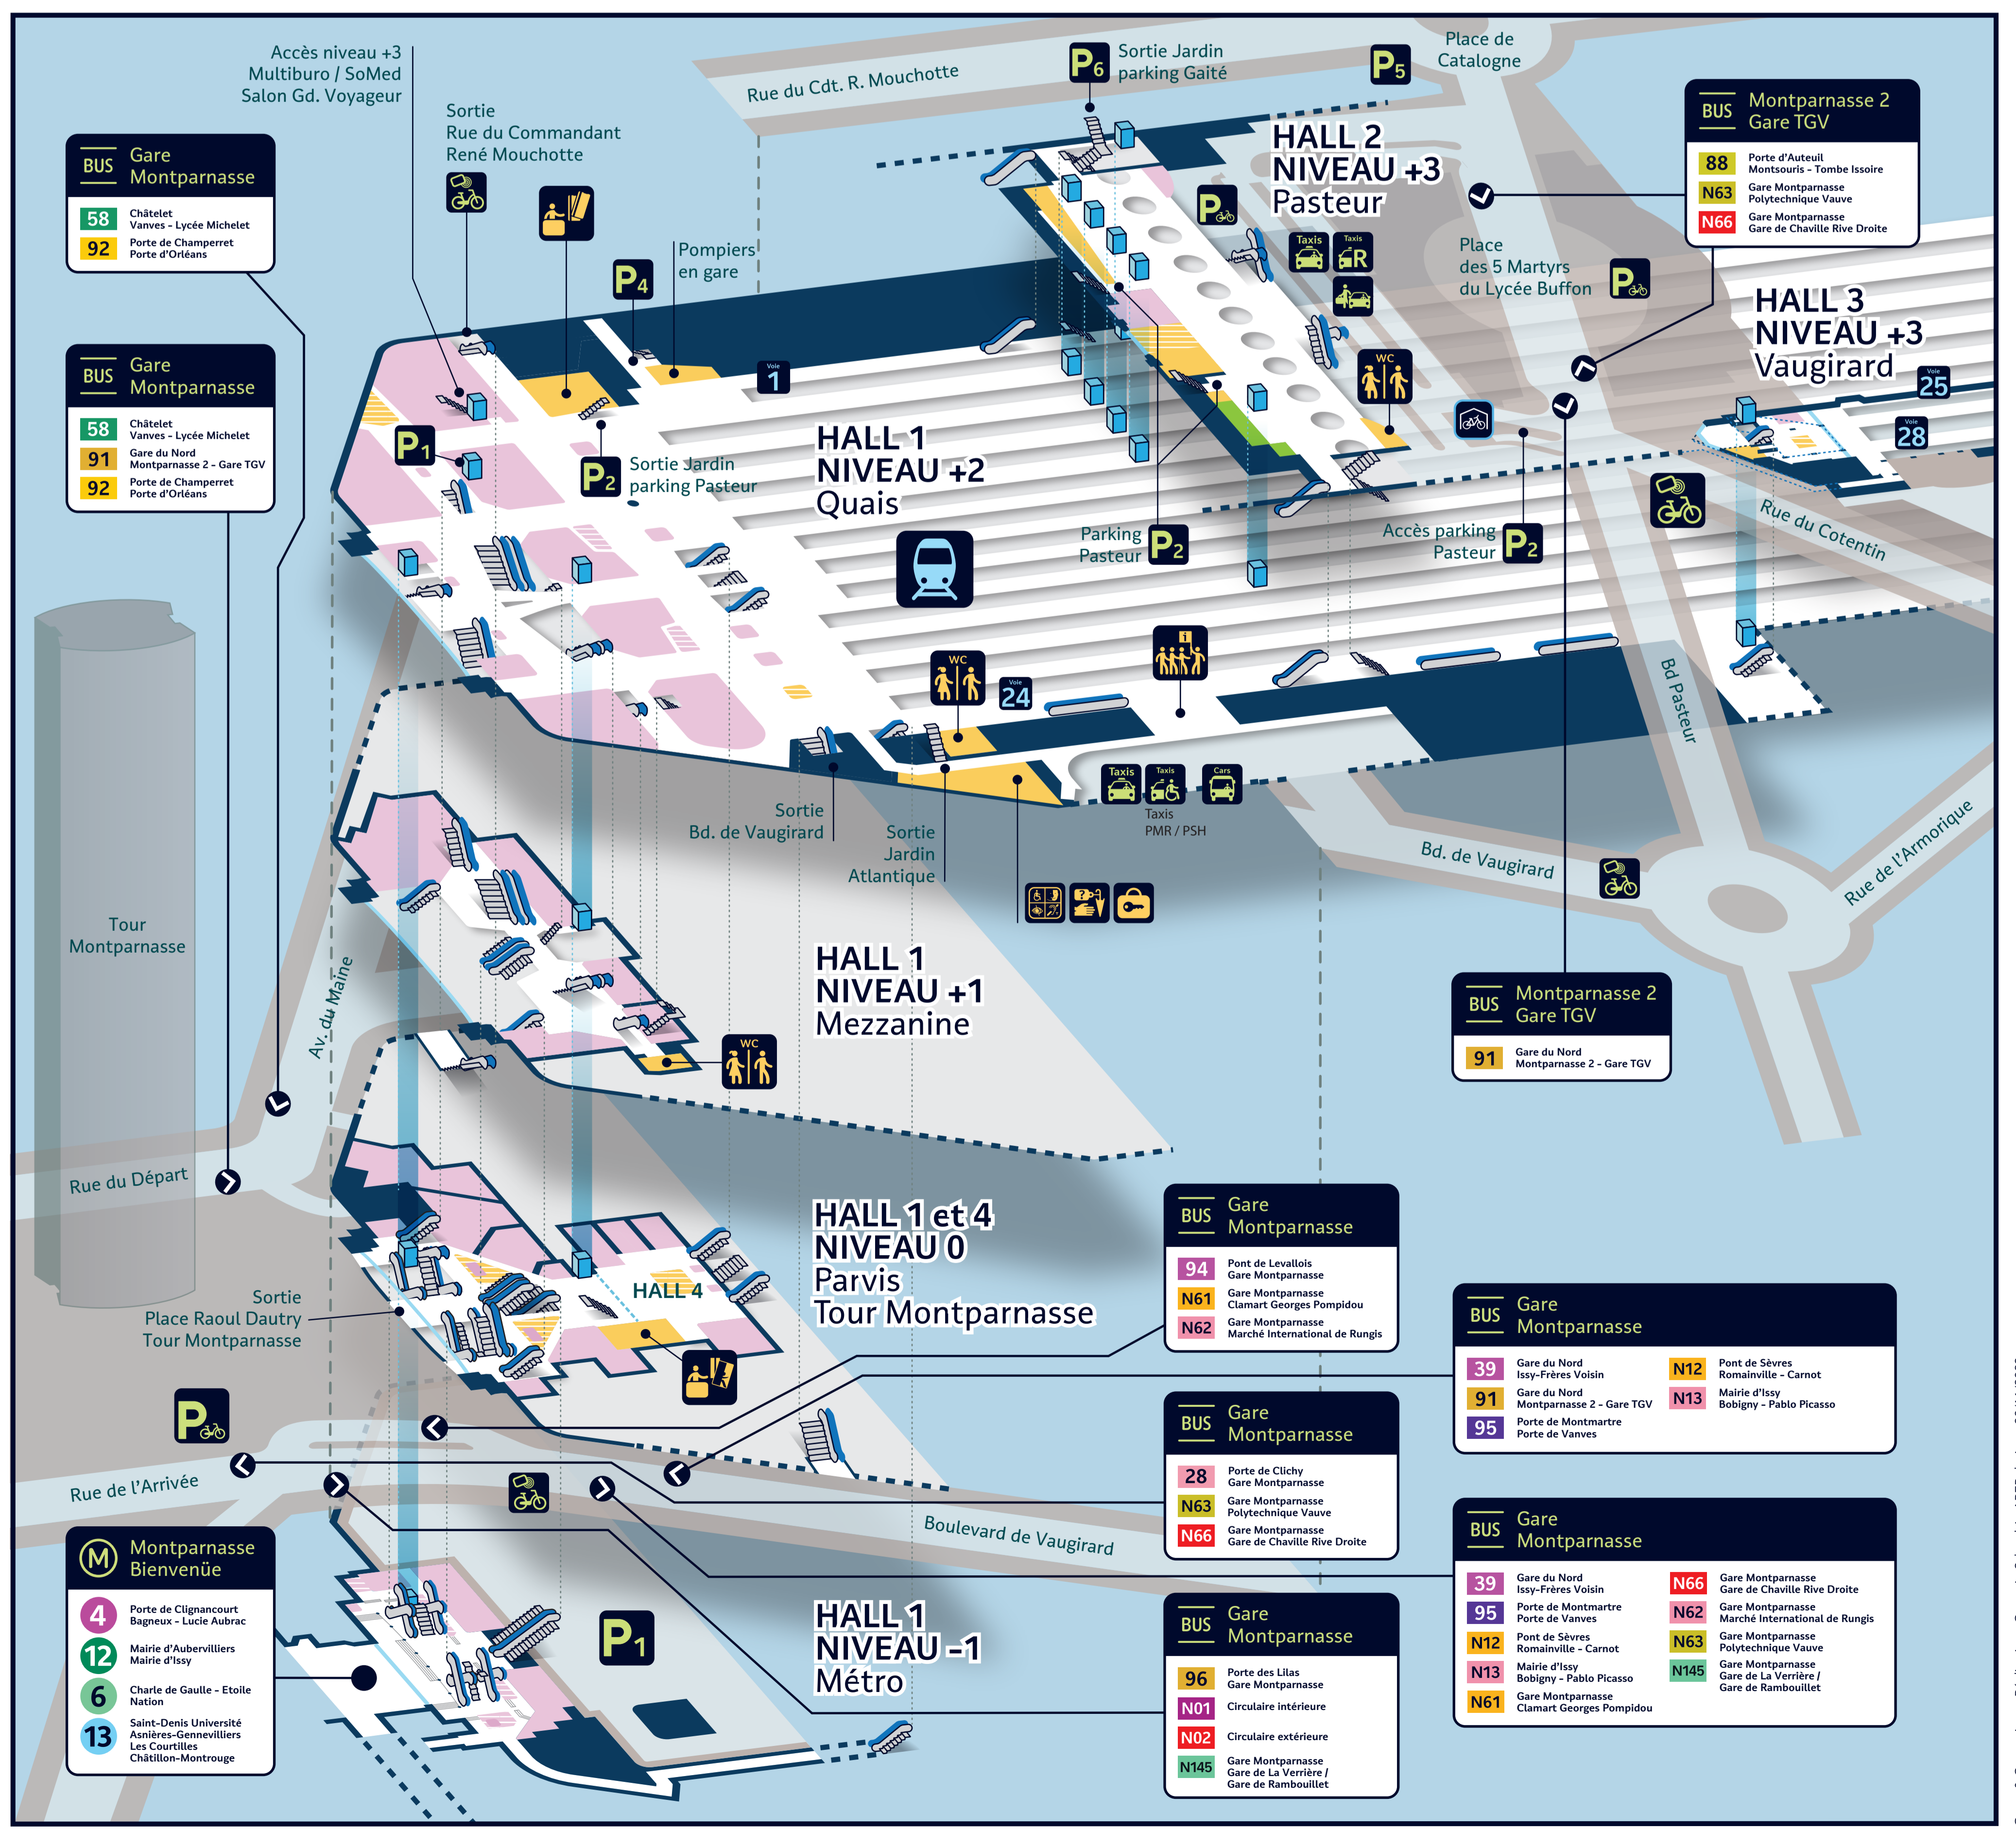 Accès niveau +3
Multiburo / SoMed
Salon Gd. Voyageur
Sortie
Rue du Commandant
René Mouchotte
Rue du Cdt. R. Mouchotte
P6
Sortie Jardin
parking Gaité
P5
Place de
Catalogne
BUS
Montparnasse 2
Gare TGV
88
Porte d'Auteuil
Montsouris - Tombe Issoire
N63
Gare Montparnasse
Polytechnique Vauve
N66
Gare Montparnasse
Gare de Chaville Rive Droite
BUS
Gare
Montparnasse
58
Châtelet
Vanves - Lycée Michelet
92
Porte de Champerret
Porte d'Orléans
HALL 2
NIVEAU +3
Pasteur
P
Taxis
Taxis
R
Place
des 5 Martyrs
du Lycée Buffon
P
Pompiers
en gare
P4
HALL 3
NIVEAU +3
Vaugirard
Voie
25
Voie
28
BUS
Gare
Montparnasse
58
Châtelet
Vanves - Lycée Michelet
91
Gare du Nord
Montparnasse 2 - Gare TGV
92
Porte de Champerret
Porte d'Orléans
Voie
1
WC
P1
P2
Sortie Jardin
parking Pasteur
HALL 1
NIVEAU +2
Quais
Parking
Pasteur
P2
Accès parking
Pasteur
P2
Rue du Cotentin
WC
Voie
24
i
Bd Pasteur
Taxis
Taxis
Cars
Taxis
PMR / PSH
Sortie
Bd. de Vaugirard
Sortie
Jardin
Atlantique
Bd. de Vaugirard
Rue de l'Armorique
Tour
Montparnasse
Av. du Maine
HALL 1
NIVEAU +1
Mezzanine
WC
BUS
Montparnasse 2
Gare TGV
91
Gare du Nord
Montparnasse 2 - Gare TGV
Rue du Départ
HALL 1 et 4
NIVEAU 0
Parvis
Tour Montparnasse
HALL 4
Sortie
Place Raoul Dautry
Tour Montparnasse
BUS
Gare
Montparnasse
94
Pont de Levallois
Gare Montparnasse
N61
Gare Montparnasse
Clamart Georges Pompidou
N62
Gare Montparnasse
Marché International de Rungis
BUS
Gare
Montparnasse
39
Gare du Nord
Issy-Frères Voisin
91
Gare du Nord
Montparnasse 2 - Gare TGV
95
Porte de Montmartre
Porte de Vanves
N12
Pont de Sèvres
Romainville - Carnot
N13
Mairie d'Issy
Bobigny - Pablo Picasso
P
Rue de l'Arrivée
BUS
Gare
Montparnasse
28
Porte de Clichy
Gare Montparnasse
N63
Gare Montparnasse
Polytechnique Vauve
N66
Gare Montparnasse
Gare de Chaville Rive Droite
Boulevard de Vaugirard
BUS
Gare
Montparnasse
39
Gare du Nord
Issy-Frères Voisin
95
Porte de Montmartre
Porte de Vanves
N12
Pont de Sèvres
Romainville - Carnot
N13
Mairie d'Issy
Bobigny - Pablo Picasso
N61
Gare Montparnasse
Clamart Georges Pompidou
N66
Gare Montparnasse
Gare de Chaville Rive Droite
N62
Gare Montparnasse
Marché International de Rungis
N63
Gare Montparnasse
Polytechnique Vauve
N145
Gare Montparnasse
Gare de La Verrière /
Gare de Rambouillet
M
Montparnasse
Bienvenüe
4
Porte de Clignancourt
Bagneux - Lucie Aubrac
12
Mairie d'Aubervilliers
Mairie d'Issy
6
Charle de Gaulle - Etoile
Nation
13
Saint-Denis Université
Asnières-Gennevilliers
Les Courtilles
Châtillon-Montrouge
P1
HALL 1
NIVEAU -1
Métro
BUS
Gare
Montparnasse
96
Porte des Lilas
Gare Montparnasse
N01
Circulaire intérieure
N02
Circulaire extérieure
N145
Gare Montparnasse
Gare de La Verrière /
Gare de Rambouillet